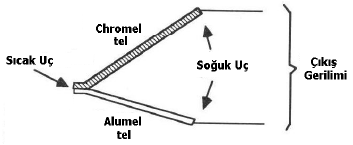 Chromel
tel
Sıcak Uç
Soğuk Uç
Çıkış
Gerilimi
Alumel
tel